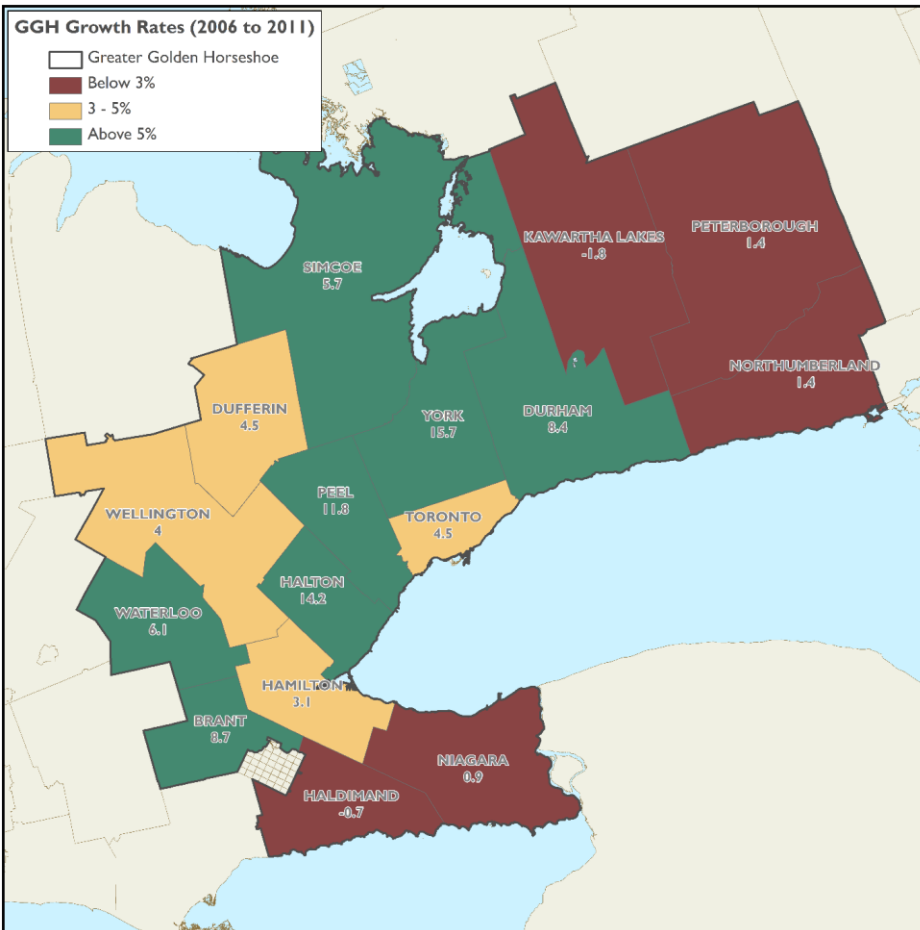 GGH Growth Rates (2006 to 2011)
Greater Golden Horseshoe
Below 3%
3 - 5%
Above 5%
KAWARTHA LAKES
-1.8
PETERBOROUGH
1.4
SIMCOE
5.7
NORTHUMBERLAND
1.4
DUFFERIN
4.5
YORK
15.7
DURHAM
8.4
PEEL
11.8
WELLINGTON
4
TORONTO
4.5
HALTON
14.2
WATERLOO
6.1
HAMILTON
3.1
BRANT
8.7
NIAGARA
0.9
HALDIMAND
-0.7